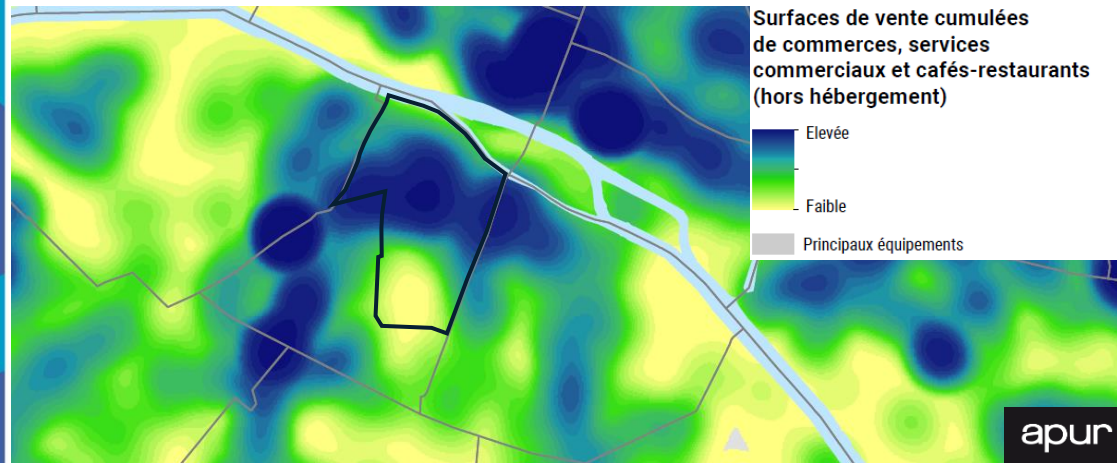 Surfaces de vente cumulées
de commerces, services
commerciaux et cafés-restaurants
(hors hébergement)
Elevée
Faible
Principaux équipements
apur